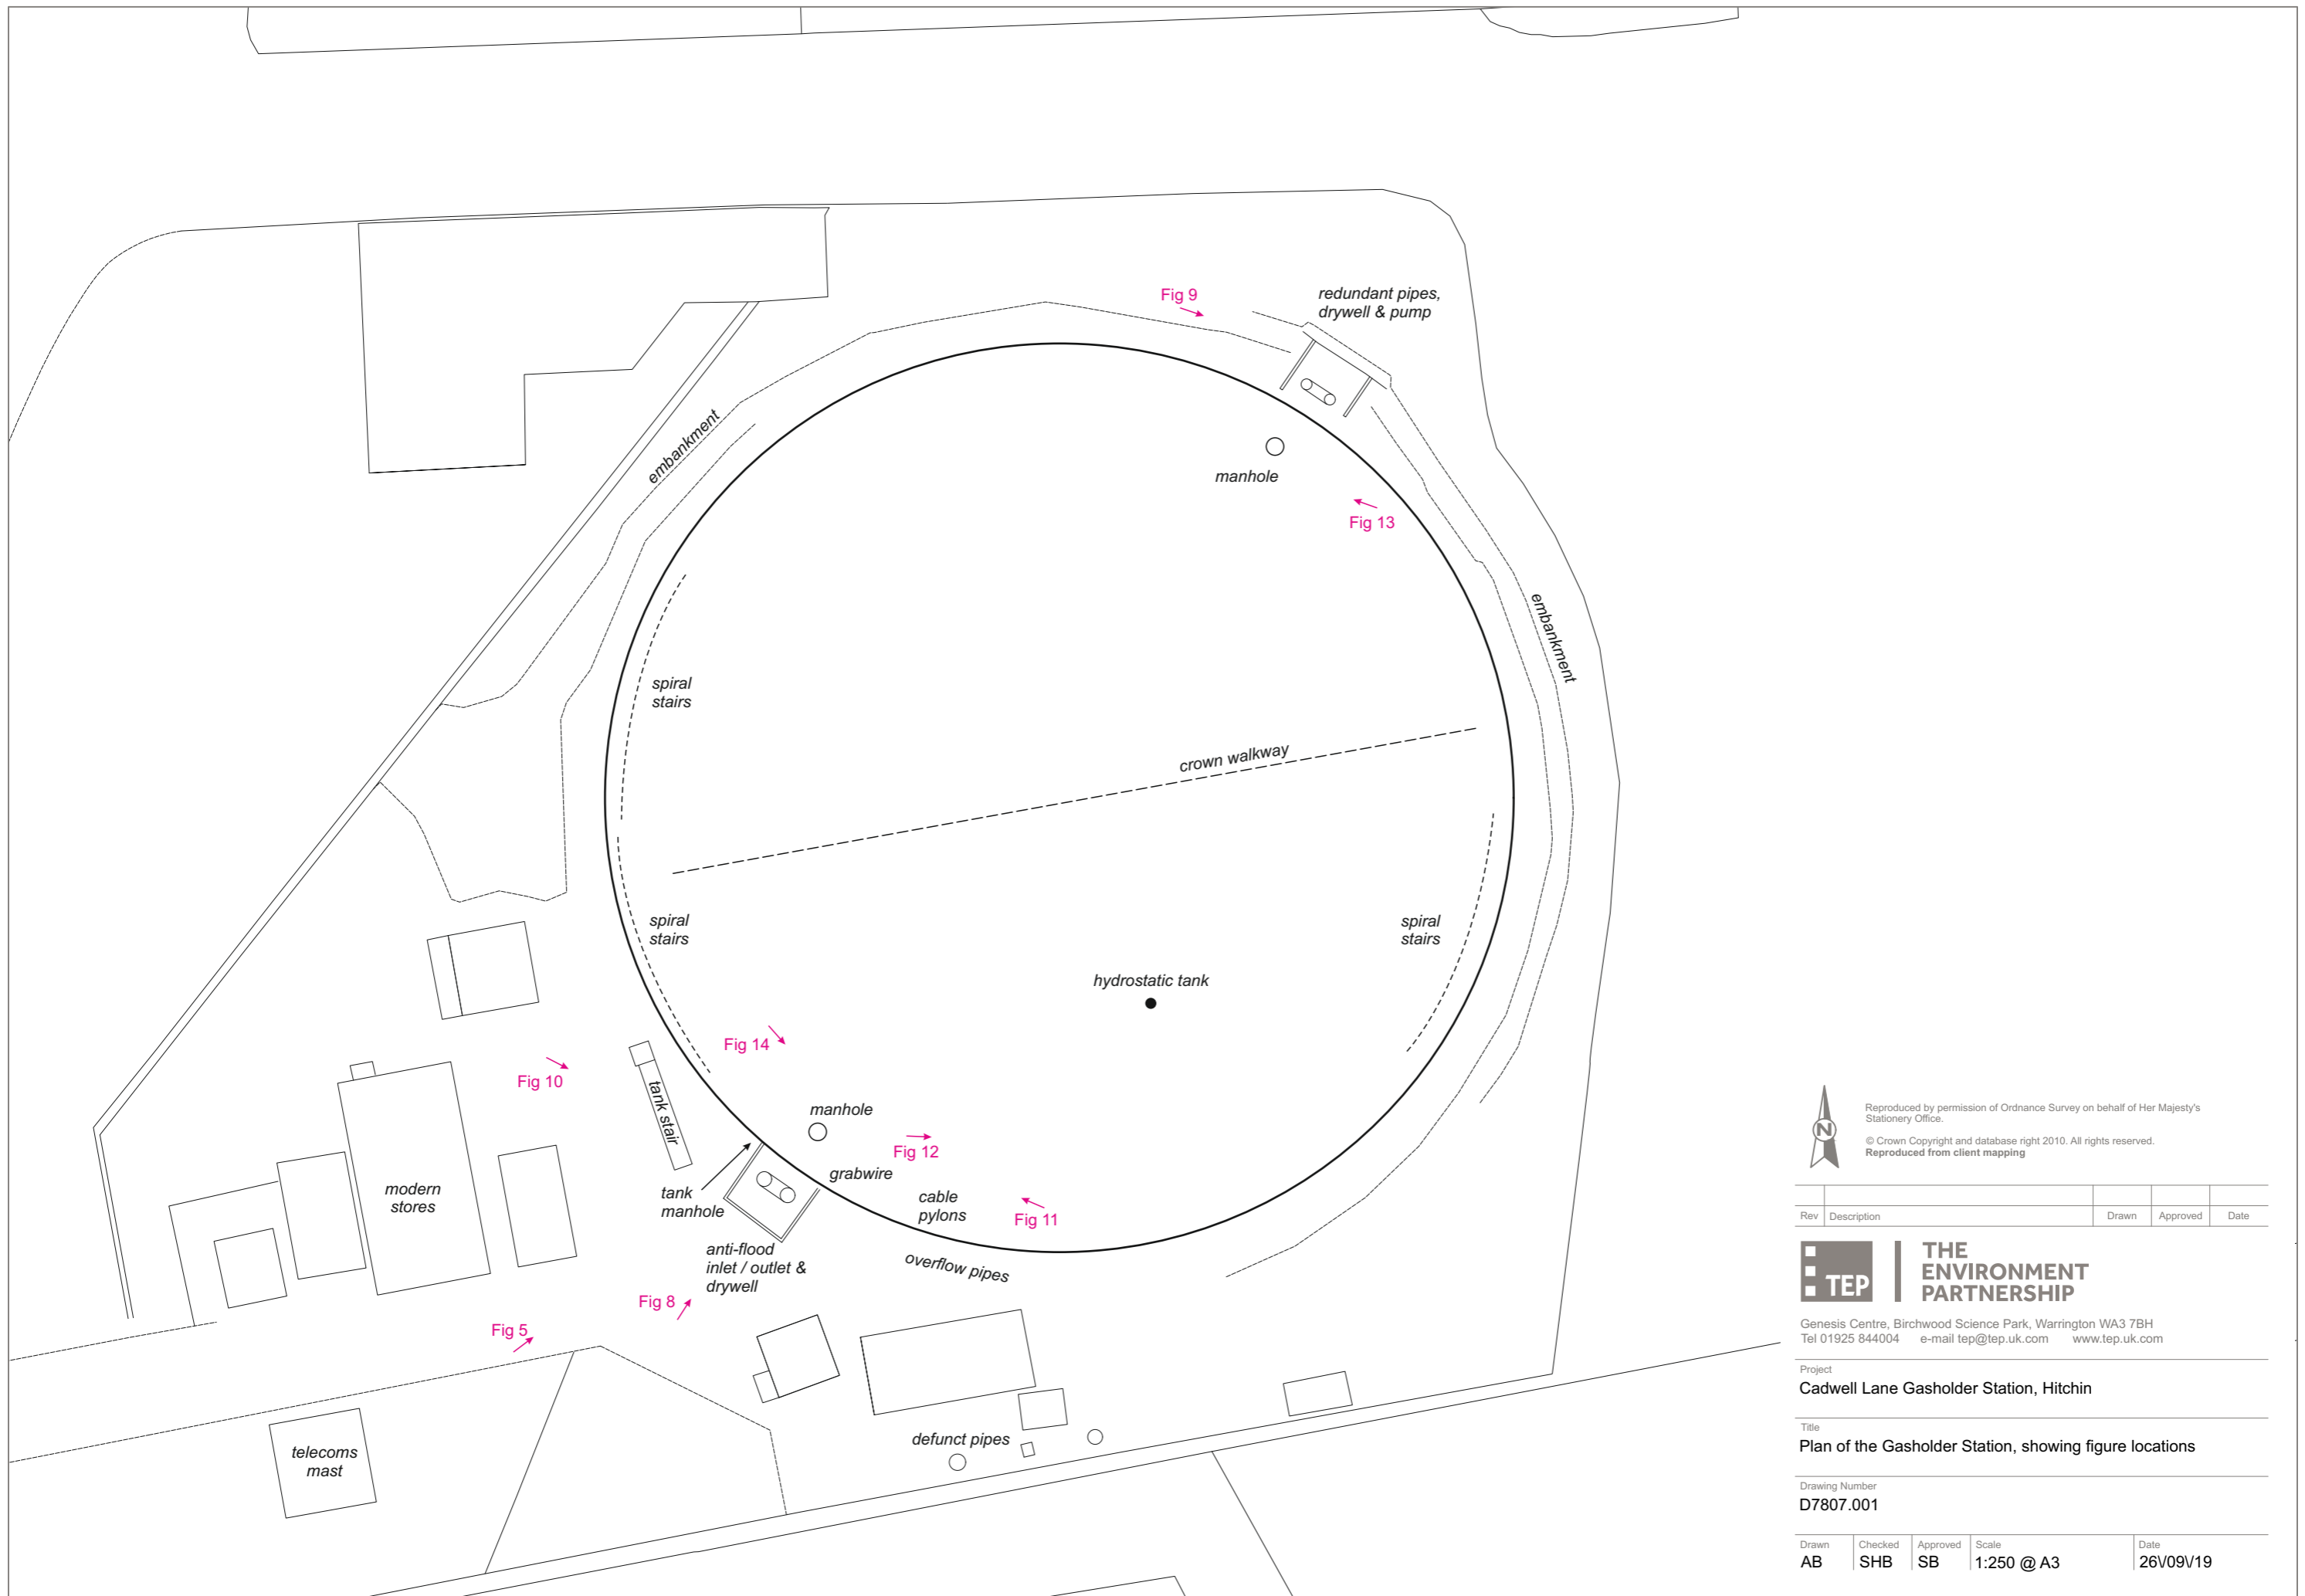 Fig 9
redundant pipes,
drywell & pump
embankment
manhole
Fig 13
embankment
spiral
stairs
crown walkway
spiral
stairs
spiral
stairs
hydrostatic tank
Fig 14
Fig 10
tank stair
manhole
Fig 12
grabwire
modern
stores
tank
manhole
cable
pylons
Fig 11
anti-flood
inlet / outlet &
drywell
overflow pipes
Fig 8
Fig 5
defunct pipes
telecoms
mast
N
Reproduced by permission of Ordnance Survey on behalf of Her Majesty's
Stationery Office.
© Crown Copyright and database right 2010. All rights reserved.
Reproduced from client mapping
Rev Description Drawn Approved Date
TEP
THE
ENVIRONMENT
PARTNERSHIP
Genesis Centre, Birchwood Science Park, Warrington WA3 7BH
Tel 01925 844004 e-mail tep@tep.uk.com www.tep.uk.com
Project
Cadwell Lane Gasholder Station, Hitchin
Title
Plan of the Gasholder Station, showing figure locations
Drawing Number
D7807.001
Drawn Checked Approved Scale Date
AB SHB SB 1:250 @ A3 26\/09\/19